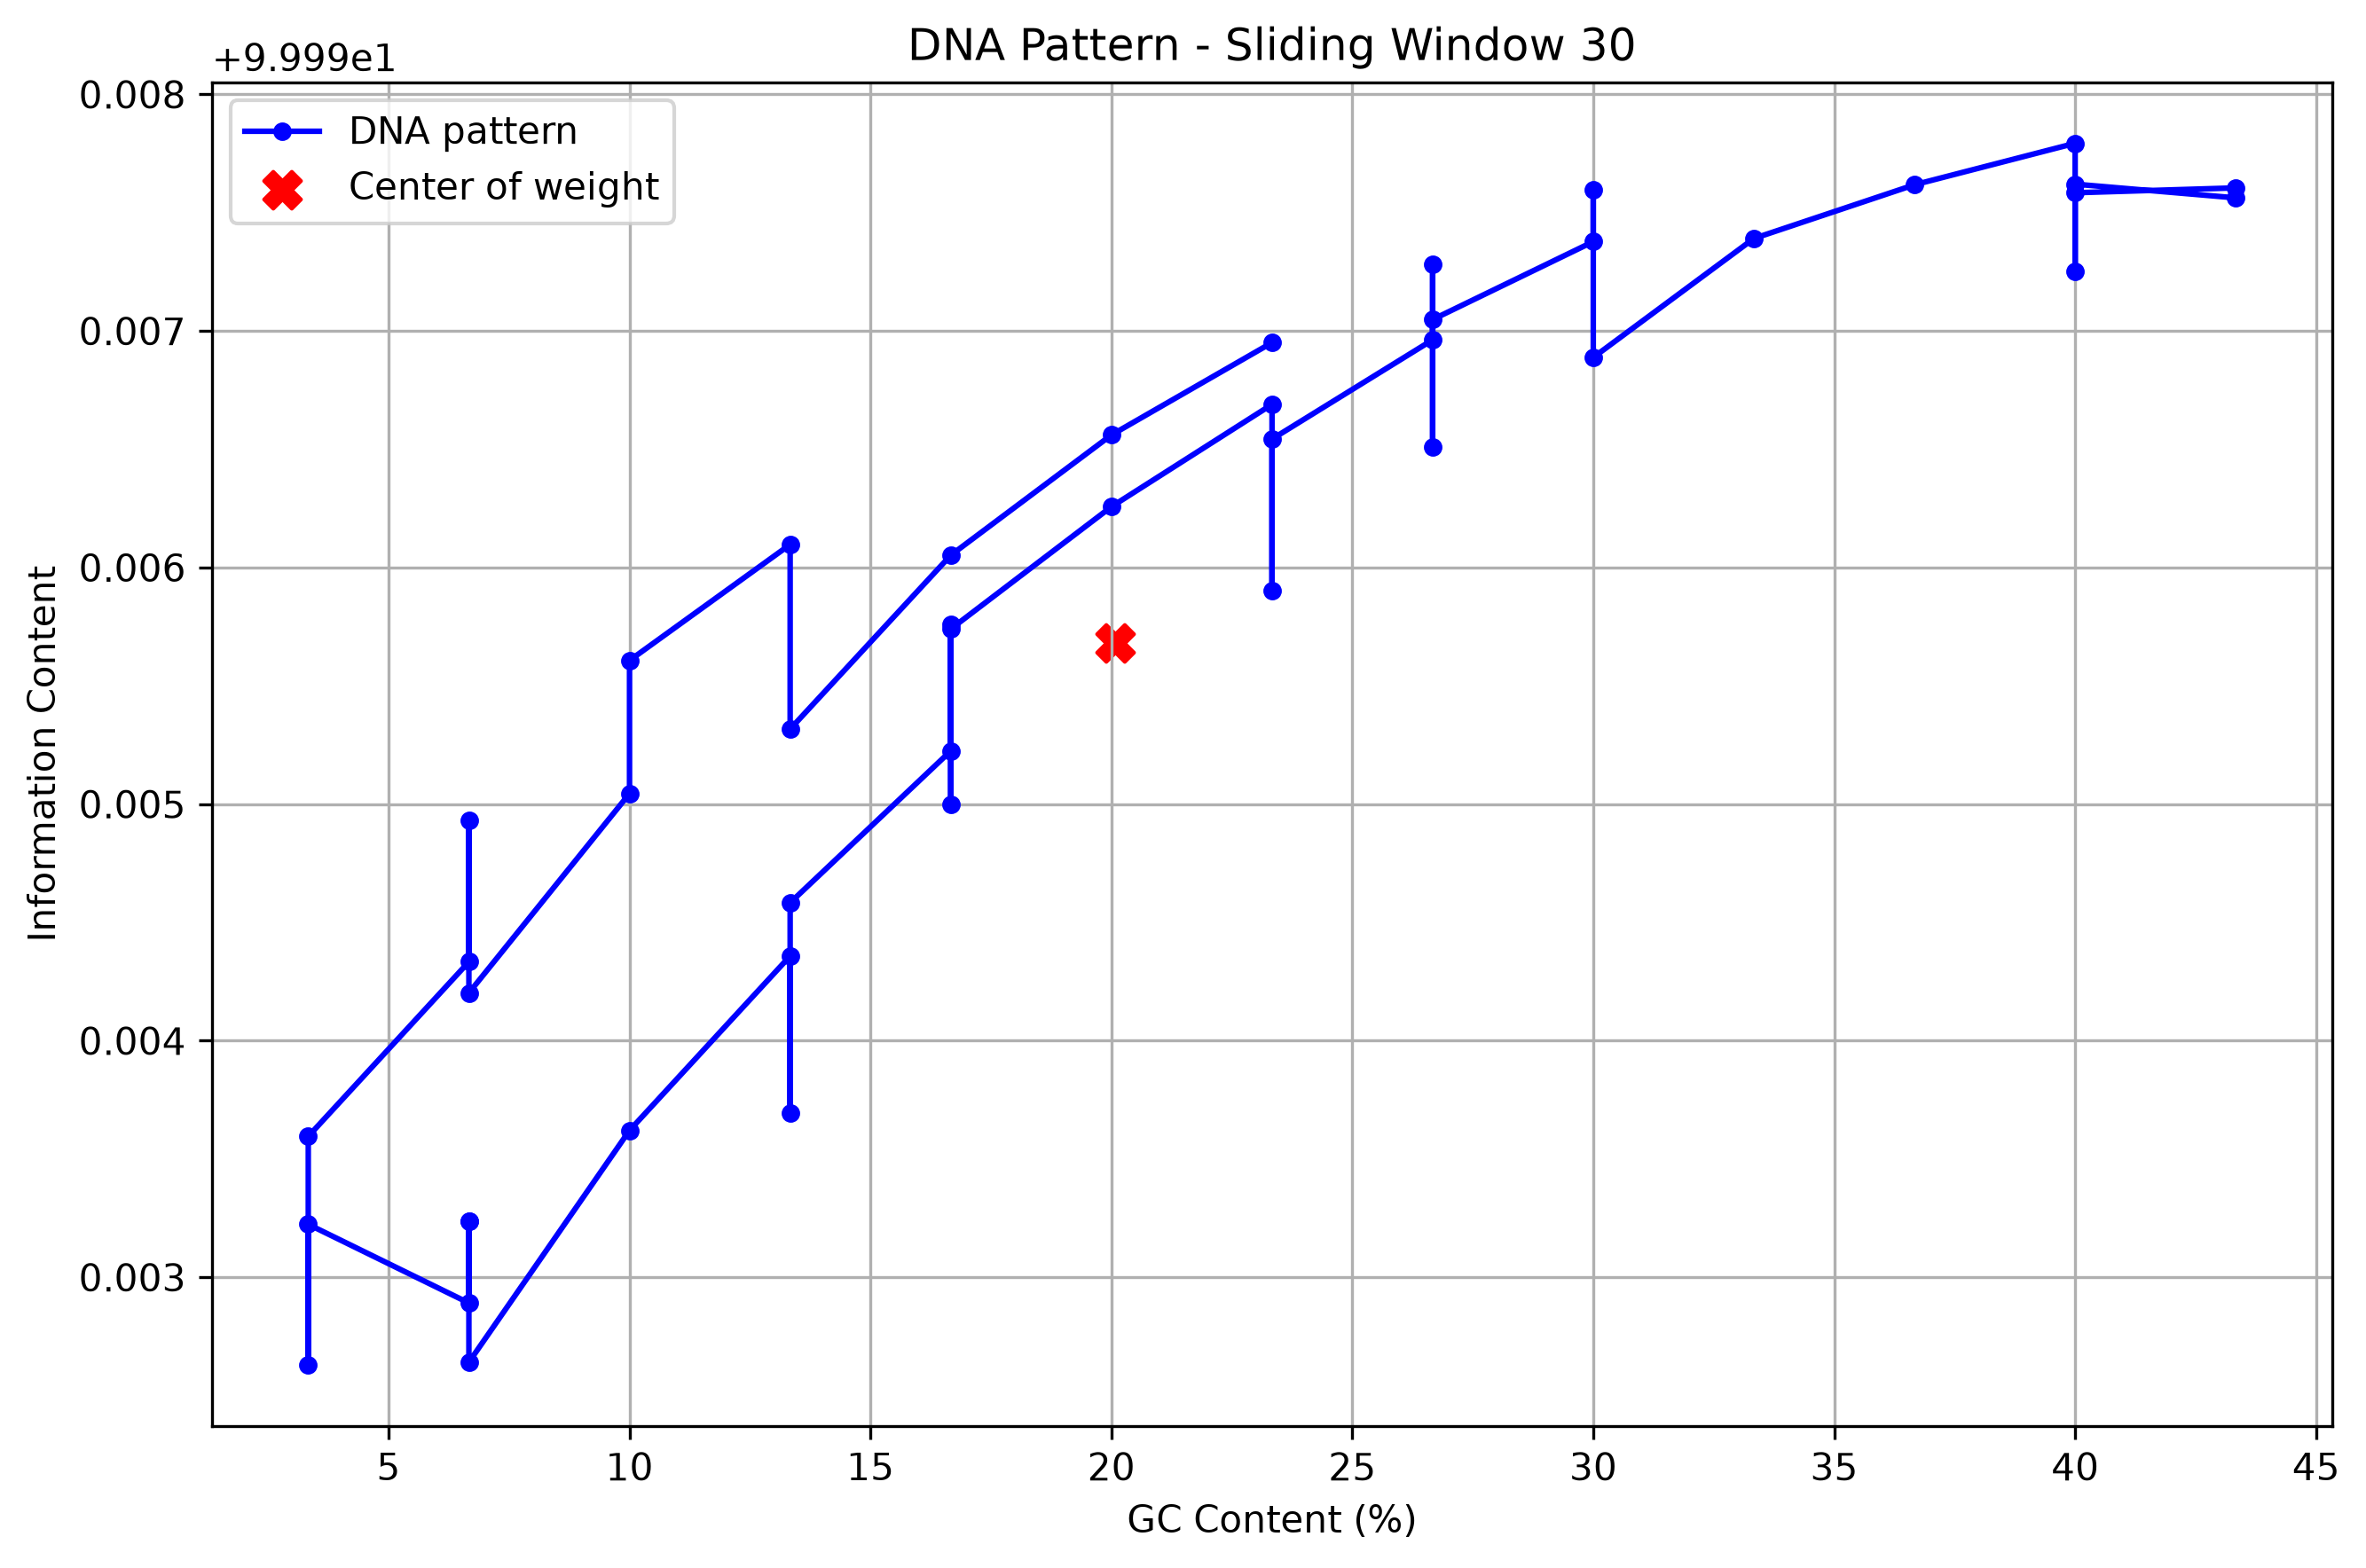 DNA Pattern - Sliding Window 30
+9.999e1
0.008
0.007
0.006
0.005
0.004
0.003
DNA pattern
Center of weight
Information Content
5 10 15 20 25 30 35 40 45
GC Content (%)